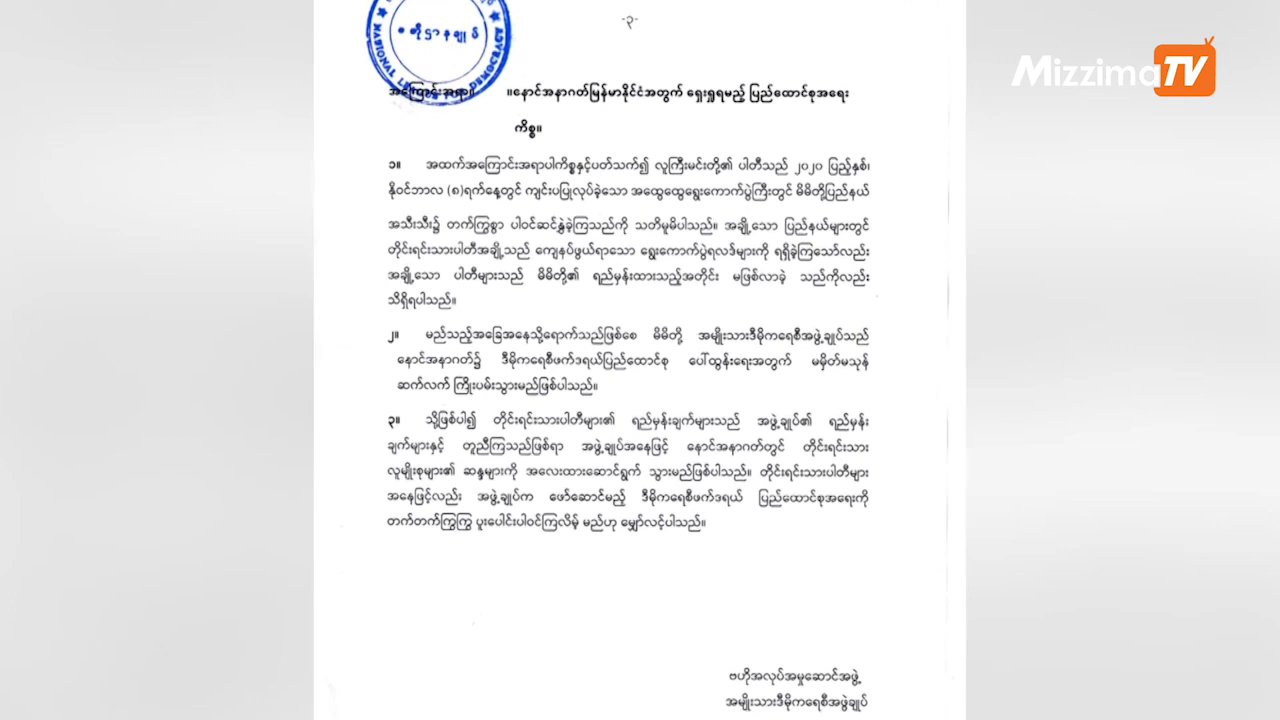 -၃-
ဗဟိုဌာနချုပ်
MizzimaTV
အကြောင်းအရာ။ ။နောင်အနာဂတ်မြန်မာနိုင်ငံအတွက် ရှေးရှုရမည့် ပြည်ထောင်စုအရေး
ကိစ္စ။
၁။ အထက်အကြောင်းအရာပါကိစ္စနှင့်ပတ်သက်၍ လူကြီးမင်းတို့၏ ပါတီသည် ၂၀၂၀ ပြည့်နှစ်၊
နိုဝင်ဘာလ (၈)ရက်နေ့တွင် ကျင်းပပြုလုပ်ခဲ့သော အထွေထွေရွေးကောက်ပွဲကြီးတွင် မိမိတို့ပြည်နယ်
အသီးသီး၌ တက်ကြွစွာ ပါဝင်ဆင်နွှဲခဲ့ကြသည်ကို သတိမူမိပါသည်။ အချို့သော ပြည်နယ်များတွင်
တိုင်းရင်းသားပါတီအချို့သည် ကျေနပ်ဖွယ်ရာသော ရွေးကောက်ပွဲရလဒ်များကို ရရှိခဲ့ကြသော်လည်း
အချို့သော ပါတီများသည် မိမိတို့၏ ရည်မှန်းထားသည့်အတိုင်း မဖြစ်လာခဲ့ သည်ကိုလည်း
သိရှိရပါသည်။
၂။ မည်သည့်အခြေအနေသို့ရောက်သည်ဖြစ်စေ မိမိတို့ အမျိုးသားဒီမိုကရေစီအဖွဲ့ချုပ်သည်
နောင်အနာဂတ်၌ ဒီမိုကရေစီဖက်ဒရယ်ပြည်ထောင်စု ပေါ်ထွန်းရေးအတွက် မမှိတ်မသုန်
ဆက်လက် ကြိုးပမ်းသွားမည်ဖြစ်ပါသည်။
၃။ သို့ဖြစ်ပါ၍ တိုင်းရင်းသားပါတီများ၏ ရည်မှန်းချက်များသည် အဖွဲ့ချုပ်၏ ရည်မှန်း
ချက်များနှင့် တူညီကြသည်ဖြစ်ရာ အဖွဲ့ချုပ်အနေဖြင့် နောင်အနာဂတ်တွင် တိုင်းရင်းသား
လူမျိုးစုများ၏ ဆန္ဒများကို အလေးထားဆောင်ရွက် သွားမည်ဖြစ်ပါသည်။ တိုင်းရင်းသားပါတီများ
အနေဖြင့်လည်း အဖွဲ့ချုပ်က ဖော်ဆောင်မည့် ဒီမိုကရေစီဖက်ဒရယ် ပြည်ထောင်စုအရေးကို
တက်တက်ကြွကြွ ပူးပေါင်းပါဝင်ကြလိမ့် မည်ဟု မျှော်လင့်ပါသည်။
ဗဟိုအလုပ်အမှုဆောင်အဖွဲ့
အမျိုးသားဒီမိုကရေစီအဖွဲ့ချုပ်